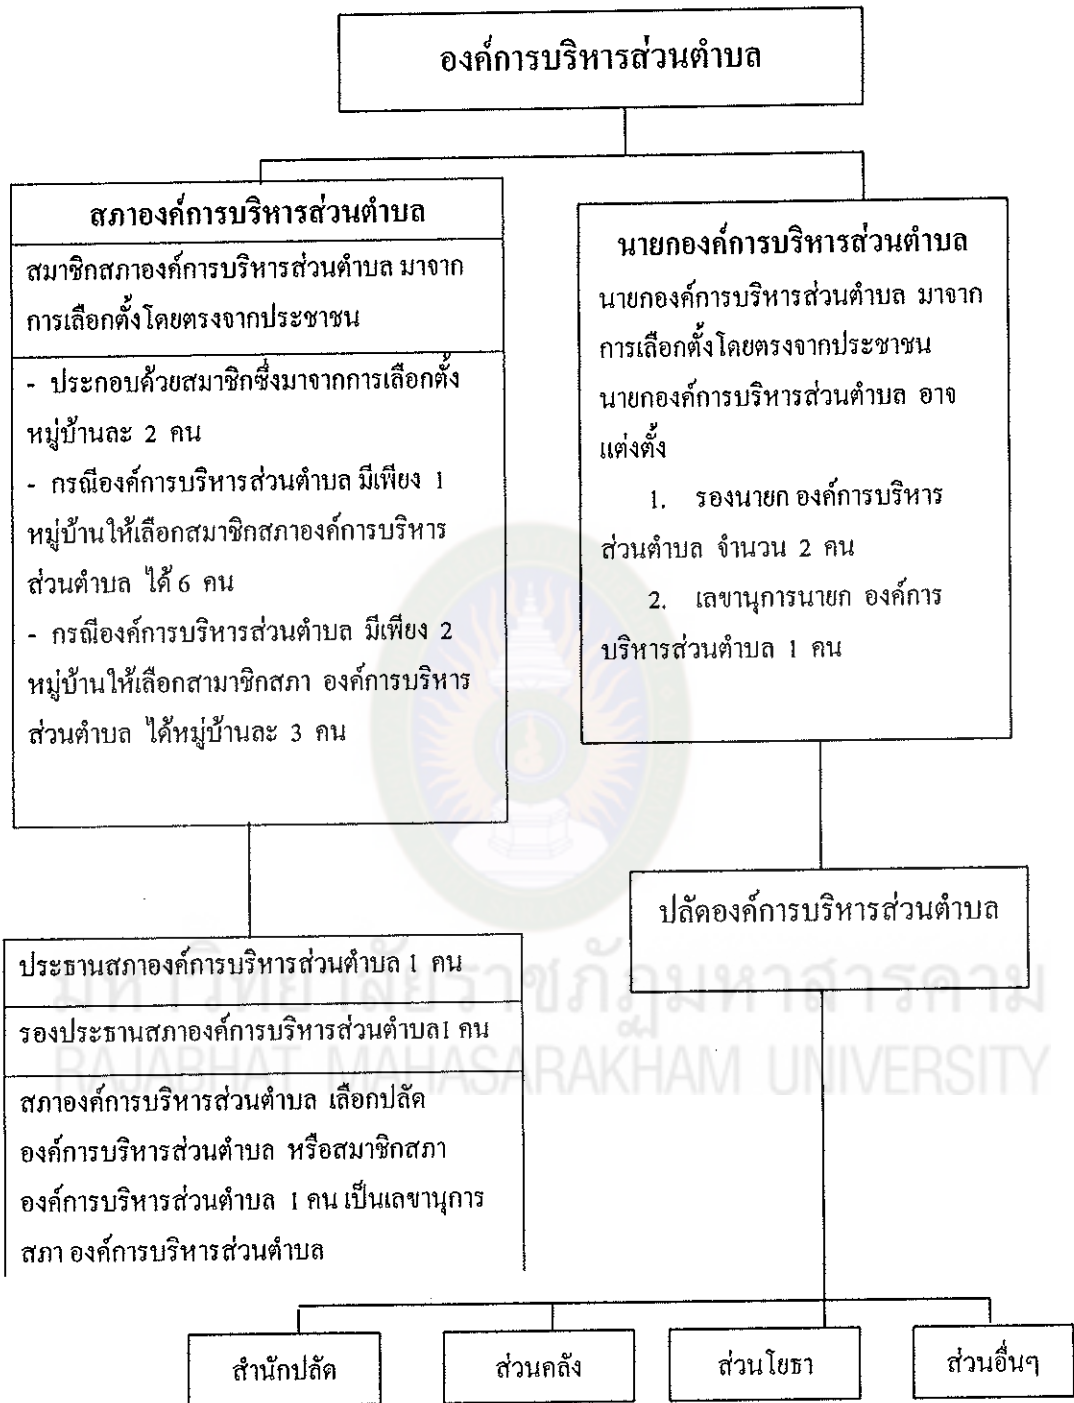 องค์การบริหารส่วนตำบล
สภาองค์การบริหารส่วนตำบล
สมาชิกสภาองค์การบริหารส่วนตำบล มาจาก
การเลือกตั้งโดยตรงจากประชาชน
- ประกอบด้วยสมาชิกซึ่งมาจากการเลือกตั้ง
หมู่บ้านละ 2 คน
- กรณีองค์การบริหารส่วนตำบล มีเพียง 1
หมู่บ้านให้เลือกสมาชิกสภาองค์การบริหาร
ส่วนตำบล ได้ 6 คน
- กรณีองค์การบริหารส่วนตำบล มีเพียง 2
หมู่บ้านให้เลือกสามาชิกสภา องค์การบริหาร
ส่วนตำบล ได้หมู่บ้านละ 3 คน
นายกองค์การบริหารส่วนตำบล
นายกองค์การบริหารส่วนตำบล มาจาก
การเลือกตั้งโดยตรงจากประชาชน
นายกองค์การบริหารส่วนตำบล อาจ
แต่งตั้ง
1. รองนายก องค์การบริหาร
ส่วนตำบล จำนวน 2 คน
2. เลขานุการนายก องค์การ
บริหารส่วนตำบล 1 คน
ปลัดองค์การบริหารส่วนตำบล
ประธานสภาองค์การบริหารส่วนตำบล 1 คน
รองประธานสภาองค์การบริหารส่วนตำบล1 คน
สภาองค์การบริหารส่วนตำบล เลือกปลัด
องค์การบริหารส่วนตำบล หรือสมาชิกสภา
องค์การบริหารส่วนตำบล 1 คน เป็นเลขานุการ
สภา องค์การบริหารส่วนตำบล
มหาวิทยาลัยราชภัฏมหาสารคาม
RAJABHAT MAHASARAKHAM UNIVERSITY
สำนักปลัด
ส่วนคลัง
ส่วนโยธา
ส่วนอื่นๆ